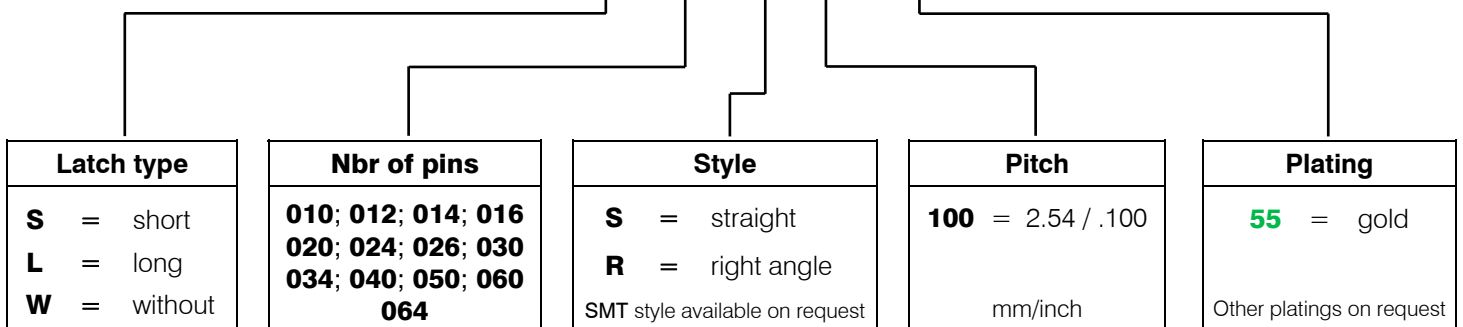 Latch type
S = short
L = long
W = without
Nbr of pins
010; 012; 014; 016
020; 024; 026; 030
034; 040; 050; 060
064
Style
S = straight
R = right angle
SMT style available on request
Pitch
100 = 2.54 / .100
mm/inch
Plating
55 = gold
Other platings on request